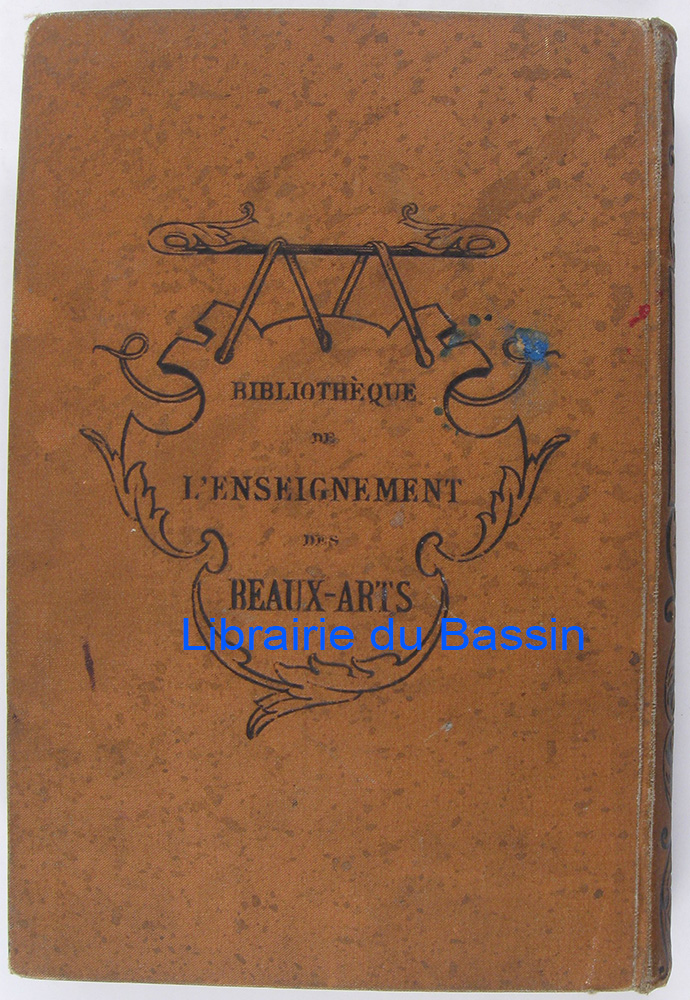 BIBLIOTHÈQUE
DE
L'ENSEIGNEMENT
DES
BEAUX-ARTS
Librairie du Bassin